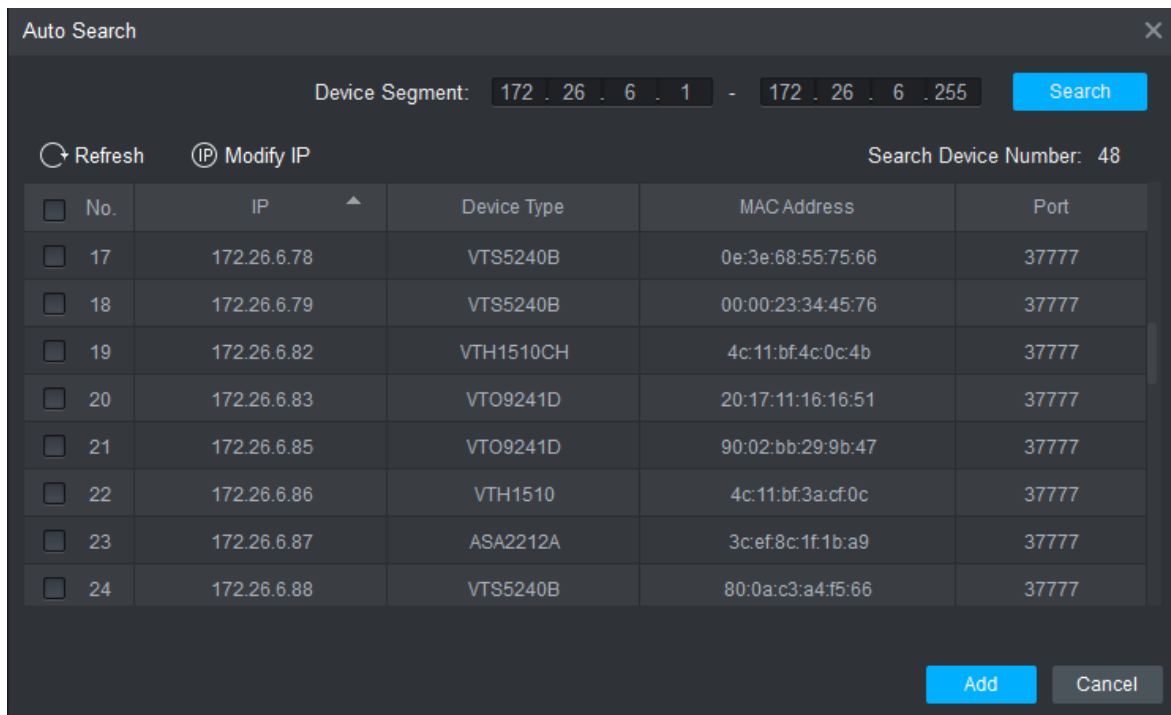 Auto Search
Device Segment: 172 . 26 . 6 . 1 - 172 . 26 . 6 . 255 Search
Refresh IP Modify IP Search Device Number: 48
No. IP Device Type MAC Address Port
17 172.26.6.78 VTS5240B 0e:3e:68:55:75:66 37777
18 172.26.6.79 VTS5240B 00:00:23:34:45:76 37777
19 172.26.6.82 VTH1510CH 4c:11:bf:4c:0c:4b 37777
20 172.26.6.83 VTO9241D 20:17:11:16:16:51 37777
21 172.26.6.85 VTO9241D 90:02:bb:29:9b:47 37777
22 172.26.6.86 VTH1510 4c:11:bf:3a:cf:0c 37777
23 172.26.6.87 ASA2212A 3c:ef:8c:1f:1b:a9 37777
24 172.26.6.88 VTS5240B 80:0a:c3:a4:f5:66 37777
Add Cancel